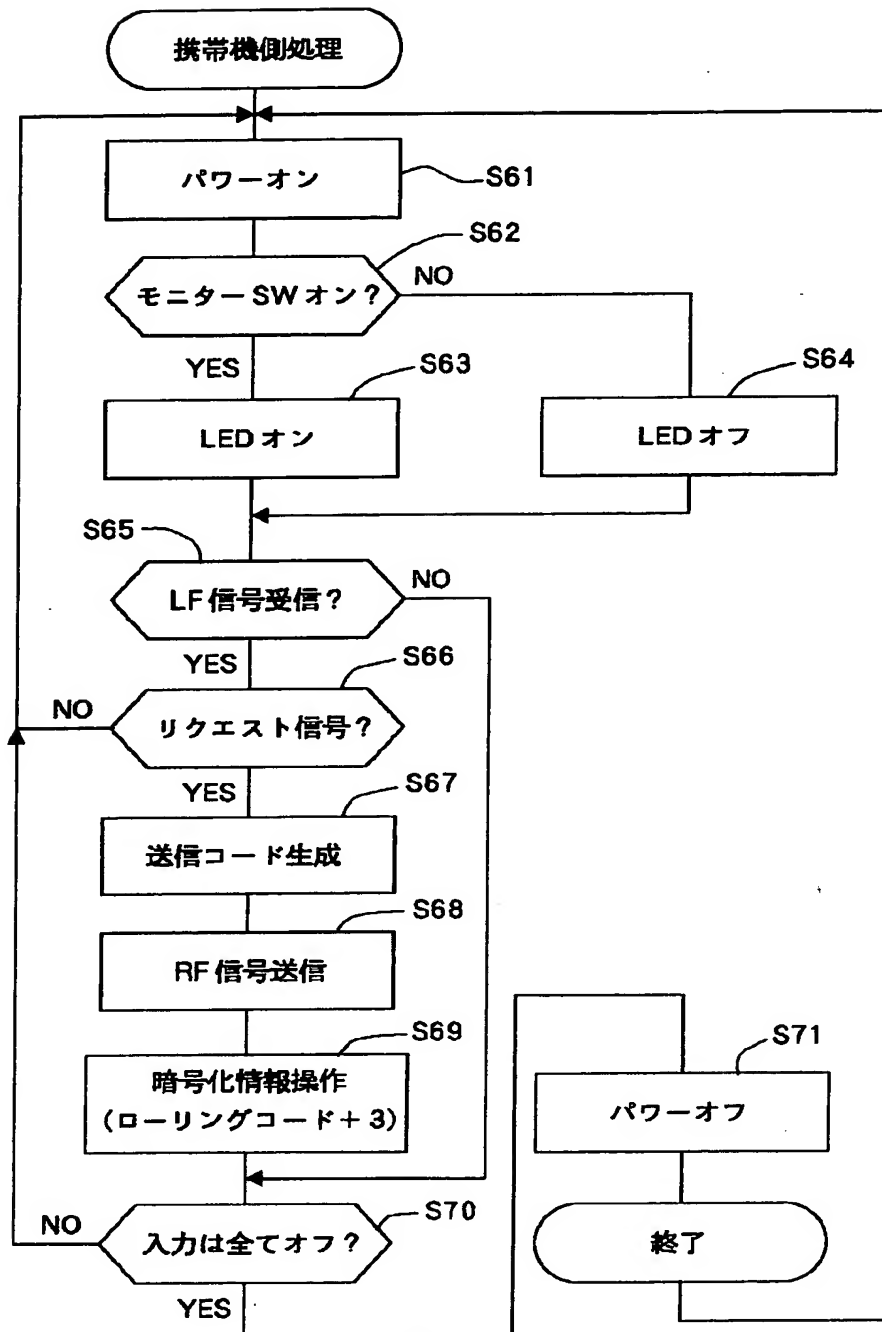 携帯機側処理
パワーオン
S61
S62
モニターSWオン？
NO
YES
S63
S64
LEDオン
LEDオフ
S65
LF信号受信？
NO
YES
S66
NO
リクエスト信号？
YES
S67
送信コード生成
S68
RF信号送信
S69
暗号化情報操作
（ローリングコード＋3）
S71
パワーオフ
S70
NO
入力は全てオフ？
終了
YES